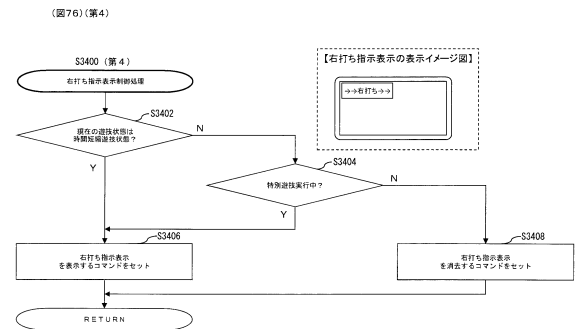 (図76) (第4)
S3400 (第4)
右打ち指示表示制御処理
【右打ち指示表示の表示イメージ図】
→→右打ち→→
S3402
現在の遊技状態は
時間短縮遊技状態?
N
Y
S3404
特別遊技実行中?
N
Y
S3406
右打ち指示表示
を表示するコマンドをセット
S3408
右打ち指示表示
を消去するコマンドをセット
RETURN